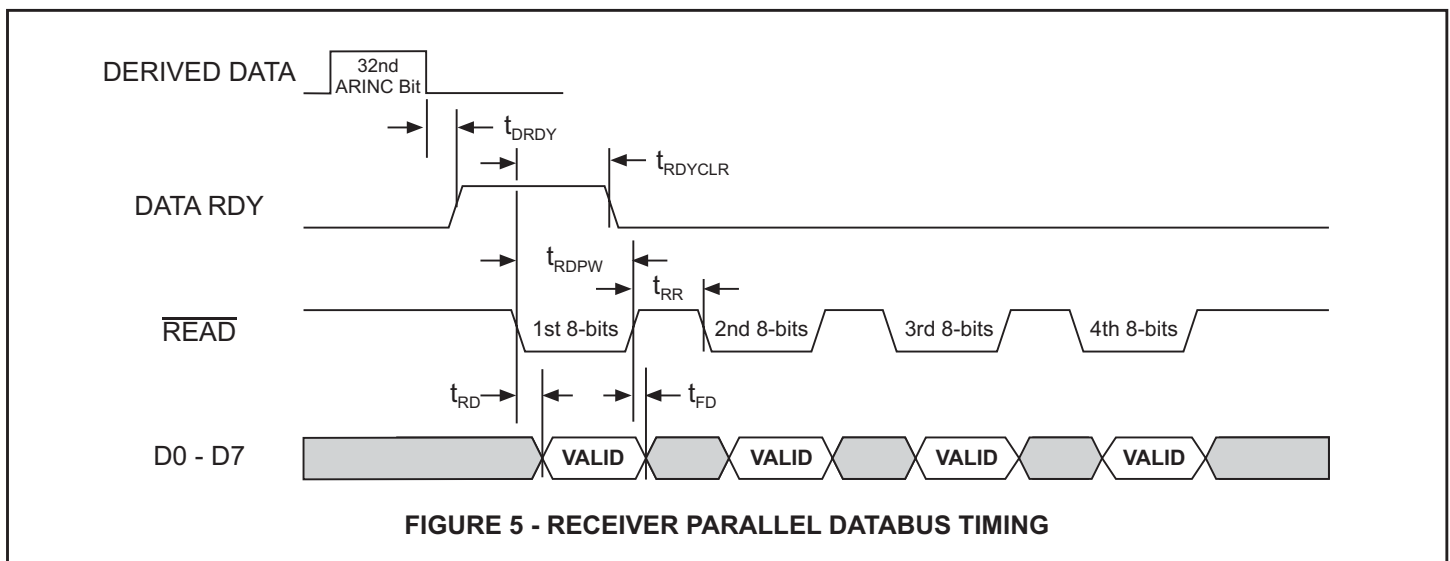 DERIVED DATA
32nd
ARINC Bit
tDRDY
tRDYCLR
DATA RDY
tRDPW
tRR
READ
1st 8-bits
2nd 8-bits
3rd 8-bits
4th 8-bits
tRD
tFD
D0 - D7
VALID
VALID
VALID
VALID
FIGURE 5 - RECEIVER PARALLEL DATABUS TIMING